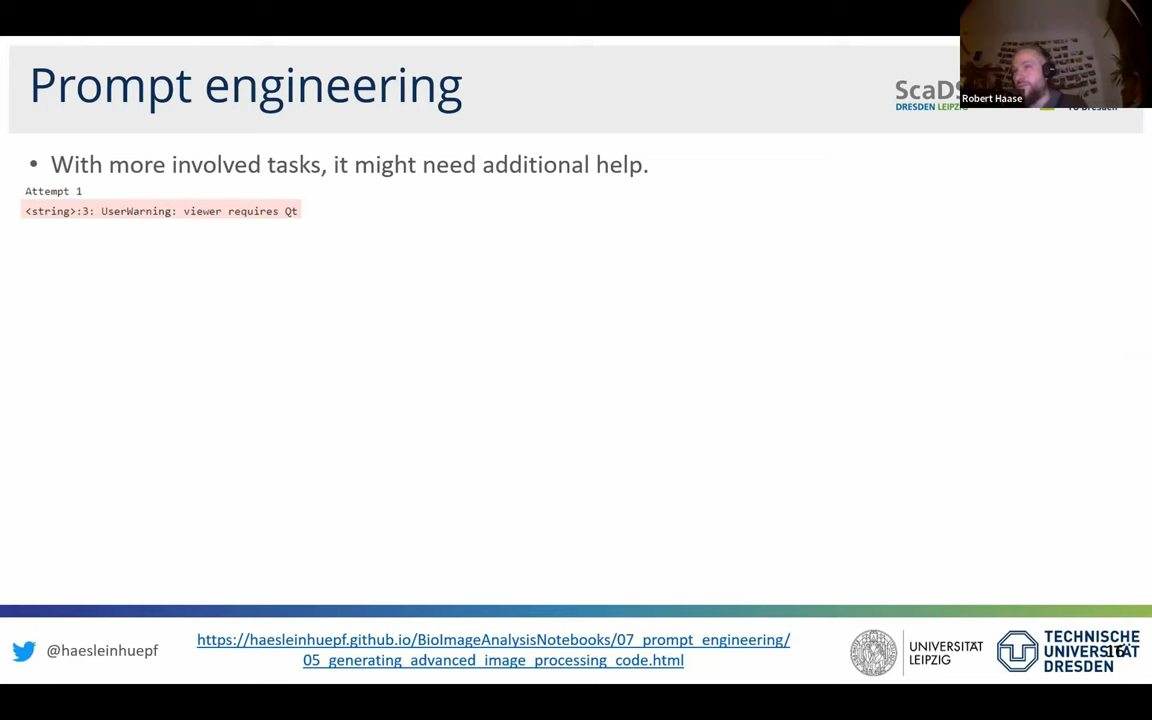 Prompt engineering
ScaDS
DRESDEN LEIPZIG
Robert Haase
• With more involved tasks, it might need additional help.
Attempt 1
<string>:3: UserWarning: viewer requires Qt
@haesleinhuepf
https://haesleinhuepf.github.io/BioImageAnalysisNotebooks/07_prompt_engineering/
05_generating_advanced_image_processing_code.html
UNIVERSITÄT
LEIPZIG
TECHNISCHE
UNIVERSITÄT
DRESDEN
16